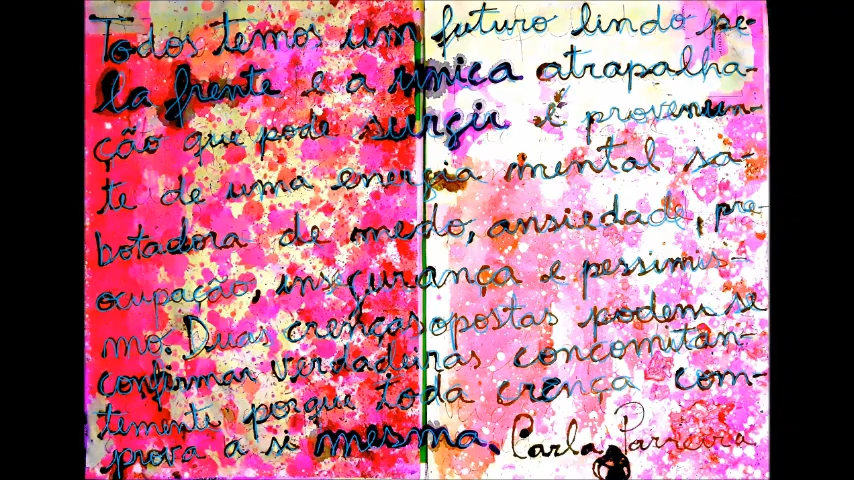 Todos temos um futuro lindo pe-
la frente e a única atrapalha-
ção que pode surgir é provenien-
te de uma energia mental sa-
botadora de medo, ansiedade, pre-
ocupação, insegurança e pessimis-
mo. Duas crenças opostas podem se
confirmar verdadeiras concomitan-
temente porque toda crença com-
prova a si mesma. Carla Parreira